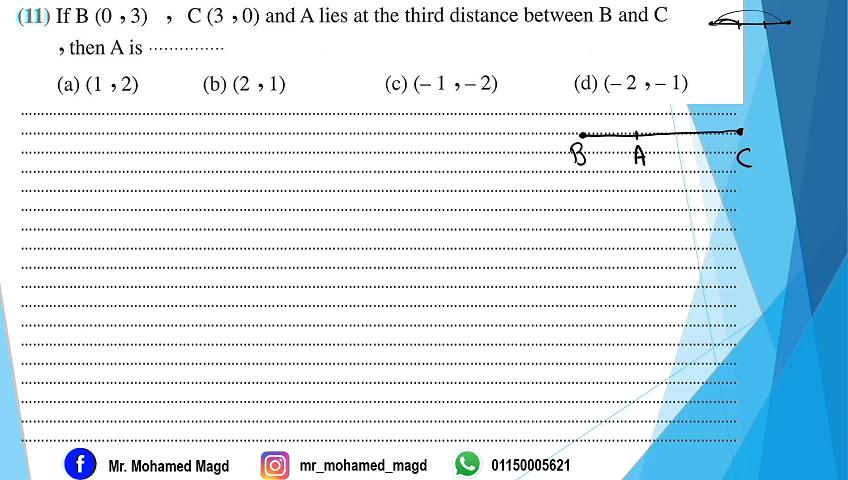 (11) If B (0 , 3) , C (3 , 0) and A lies at the third distance between B and C
, then A is ...............
(a) (1 , 2) (b) (2 , 1) (c) (– 1 , – 2) (d) (– 2 , – 1)
B A C
f Mr. Mohamed Magd mr_mohamed_magd 01150005621